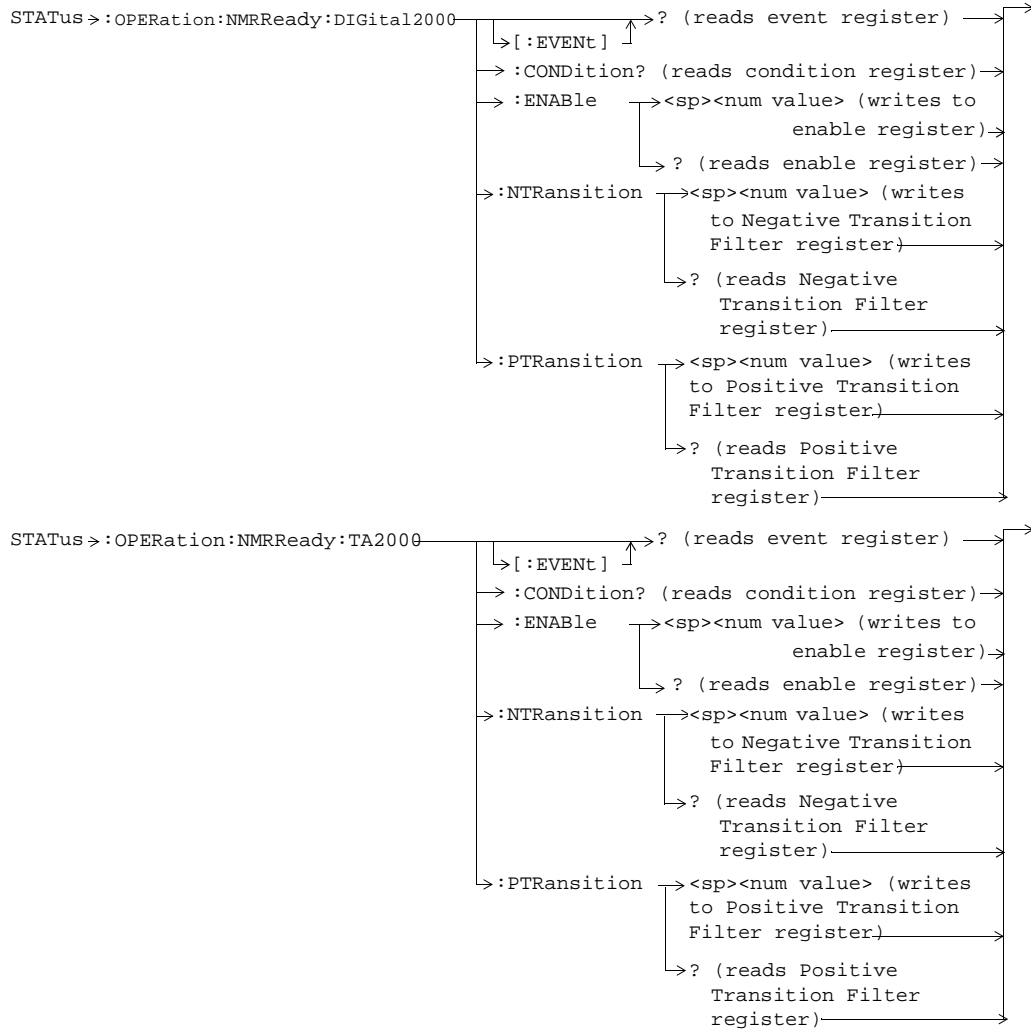 STATus :OPERation:NMRReady:DIGital2000 ? (reads event register)
[:EVENt]
:CONDition? (reads condition register)
:ENABle <sp><num value> (writes to
enable register)
? (reads enable register)
:NTRansition <sp><num value> (writes
to Negative Transition
Filter register)
? (reads Negative
Transition Filter
register)
:PTRansition <sp><num value> (writes
to Positive Transition
Filter register)
? (reads Positive
Transition Filter
register)
STATus :OPERation:NMRReady:TA2000 ? (reads event register)
[:EVENt]
:CONDition? (reads condition register)
:ENABle <sp><num value> (writes to
enable register)
? (reads enable register)
:NTRansition <sp><num value> (writes
to Negative Transition
Filter register)
? (reads Negative
Transition Filter
register)
:PTRansition <sp><num value> (writes
to Positive Transition
Filter register)
? (reads Positive
Transition Filter
register)